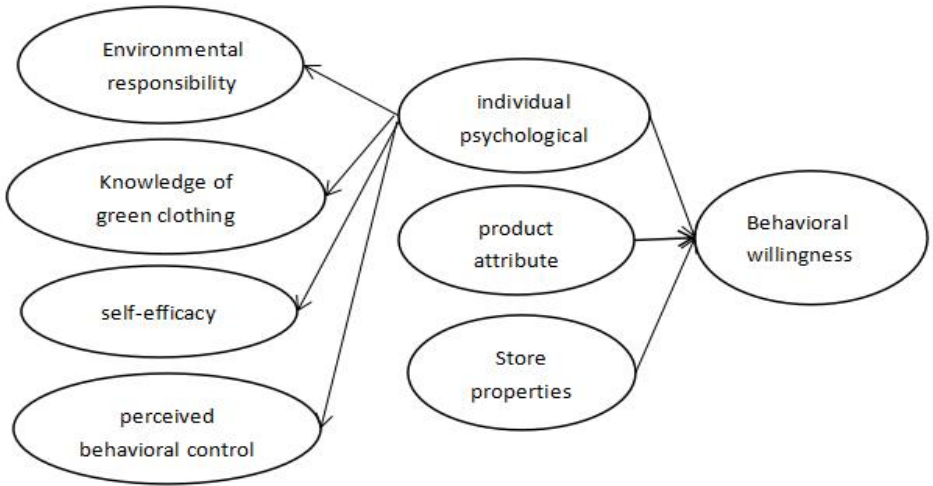 Environmental
responsibility
Knowledge of
green clothing
self-efficacy
perceived
behavioral control
individual
psychological
product
attribute
Store
properties
Behavioral
willingness